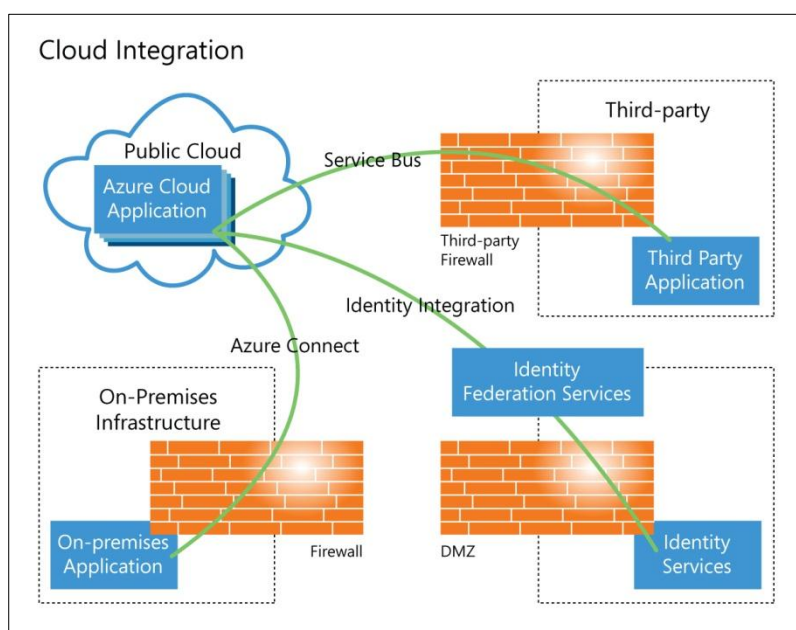 Cloud Integration
Public Cloud
Azure Cloud
Application
Service Bus
Third-party
Third-party
Firewall
Third Party
Application
Identity Integration
Azure Connect
Identity
Federation Services
On-Premises
Infrastructure
On-premises
Application
Firewall
DMZ
Identity
Services